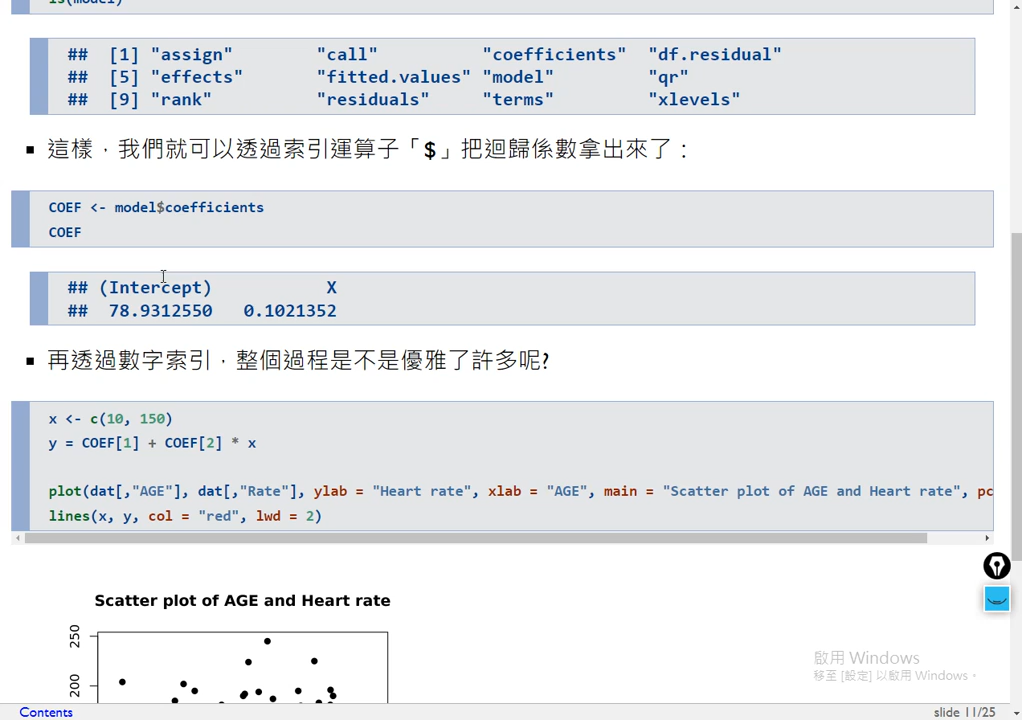 ls(model)
##  [1] "assign"        "call"          "coefficients"  "df.residual"
##  [5] "effects"       "fitted.values" "model"         "qr"
##  [9] "rank"          "residuals"     "terms"         "xlevels"
▪ 這樣，我們就可以透過索引運算子「$」把迴歸係數拿出來了：
COEF <- model$coefficients
COEF
## (Intercept)           X
##  78.9312550   0.1021352
▪ 再透過數字索引，整個過程是不是優雅了許多呢?
x <- c(10, 150)
y = COEF[1] + COEF[2] * x
plot(dat[,"AGE"], dat[,"Rate"], ylab = "Heart rate", xlab = "AGE", main = "Scatter plot of AGE and Heart rate", pc
lines(x, y, col = "red", lwd = 2)
Scatter plot of AGE and Heart rate
250
200
啟用 Windows
移至 [設定] 以啟用 Windows。
Contents
slide 11/25